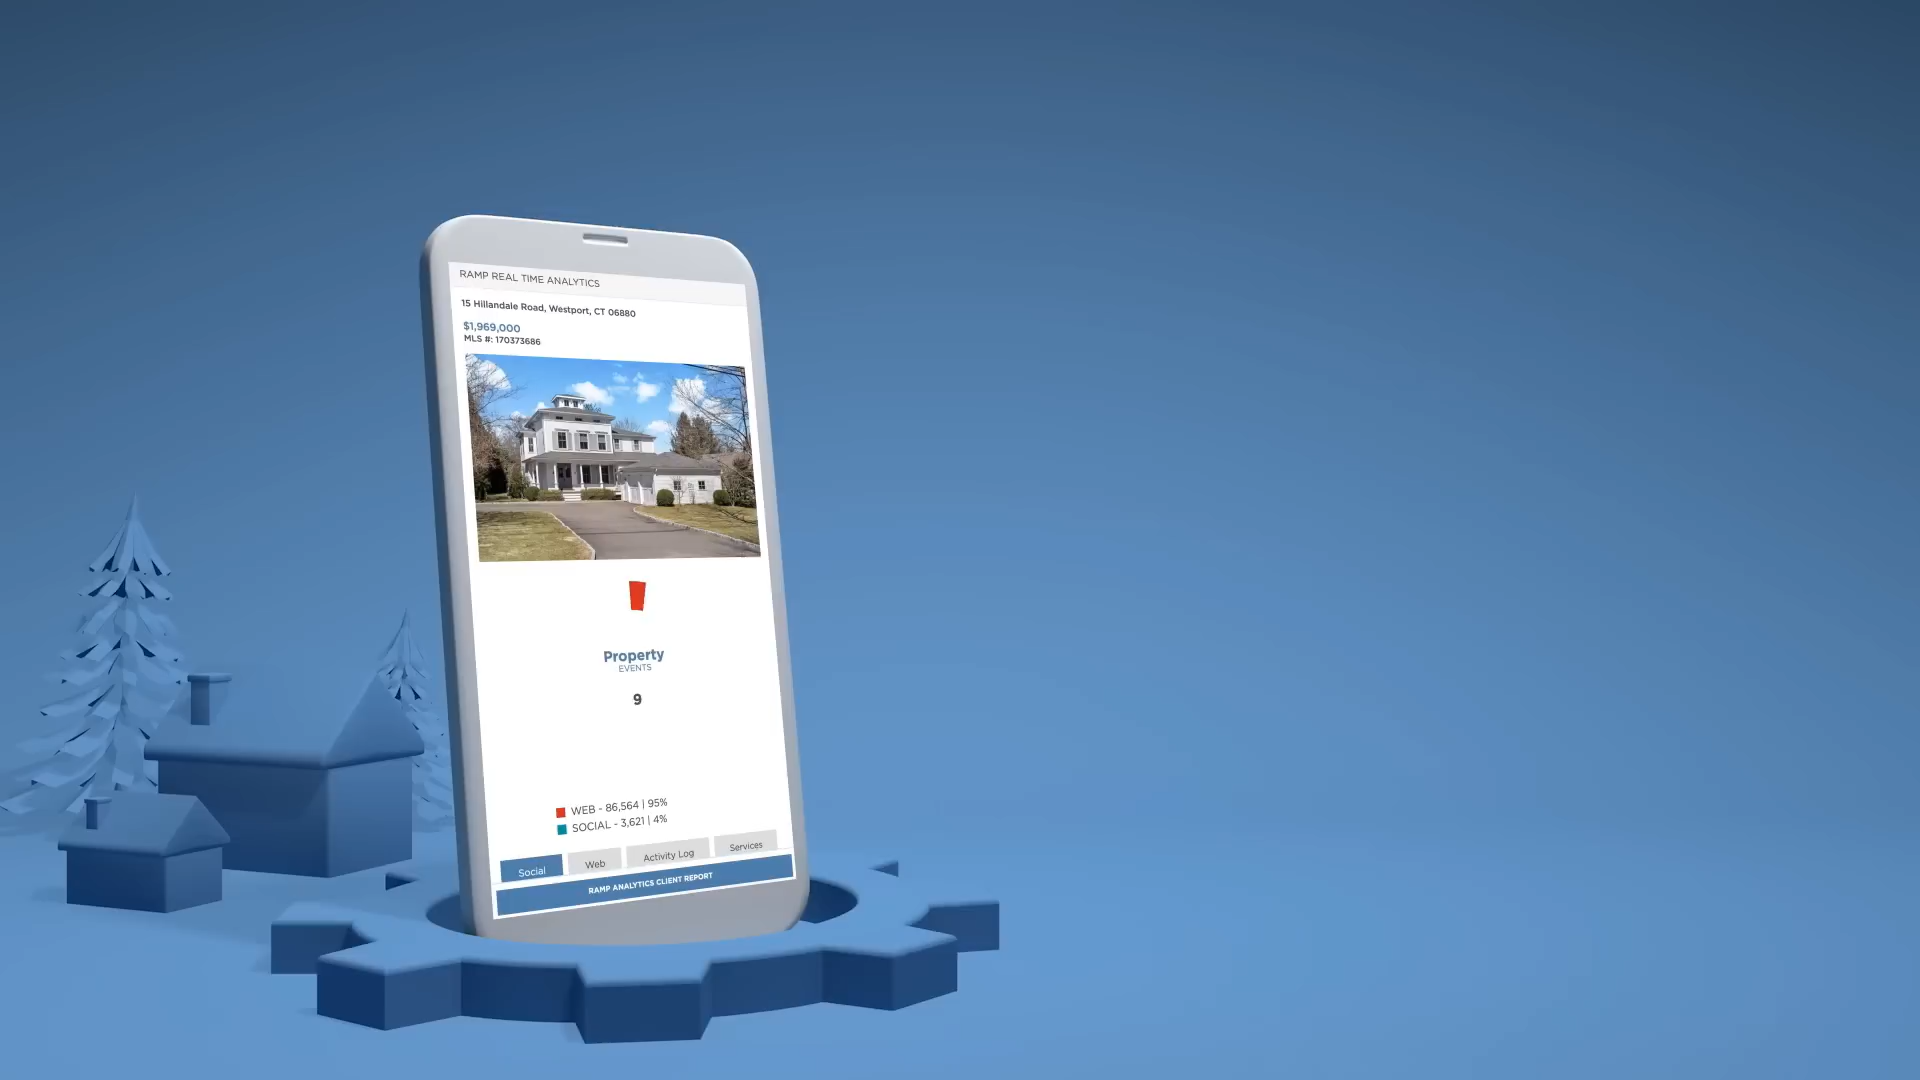 RAMP REAL TIME ANALYTICS
15 Hillandale Road, Westport, CT 06880
$1,969,000
MLS #: 170373686
Property
EVENTS
9
WEB - 86,564 | 95%
SOCIAL - 3,621 | 4%
Social Web Activity Log Services
RAMP ANALYTICS CLIENT REPORT